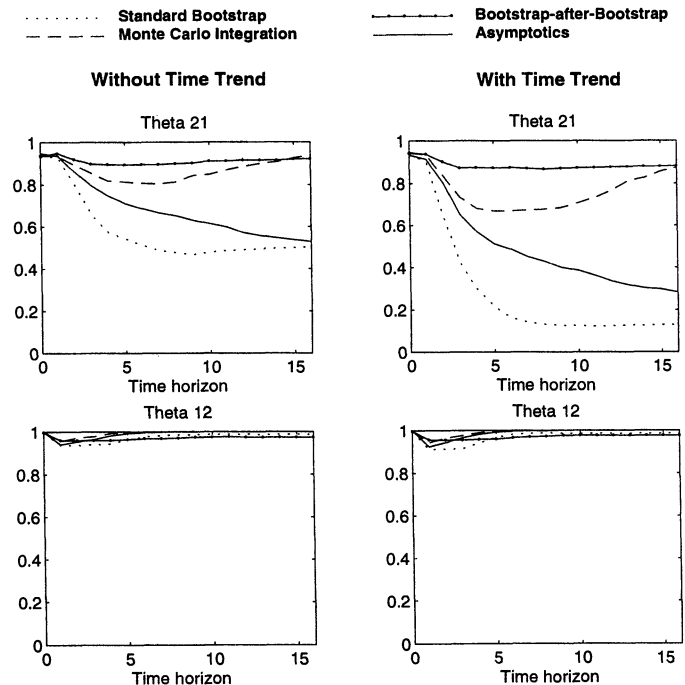 Standard Bootstrap
Monte Carlo Integration
Bootstrap-after-Bootstrap
Asymptotics
Without Time Trend
With Time Trend
Theta 21
1
0.8
0.6
0.4
0.2
0
0
5
10
15
Time horizon
Theta 21
1
0.8
0.6
0.4
0.2
0
0
5
10
15
Time horizon
Theta 12
1
0.8
0.6
0.4
0.2
0
0
5
10
15
Time horizon
Theta 12
1
0.8
0.6
0.4
0.2
0
0
5
10
15
Time horizon